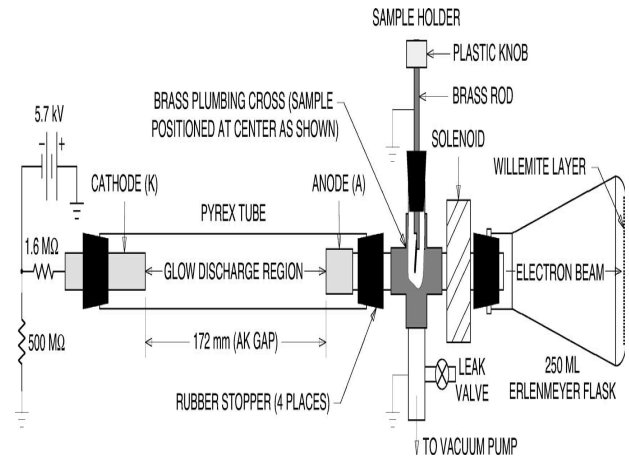 SAMPLE HOLDER
PLASTIC KNOB
BRASS ROD
BRASS PLUMBING CROSS (SAMPLE
POSITIONED AT CENTER AS SHOWN)
SOLENOID
5.7 kV
− +
WILLEMITE LAYER
CATHODE (K)
ANODE (A)
PYREX TUBE
1.6 MΩ
GLOW DISCHARGE REGION
ELECTRON BEAM
172 mm (AK GAP)
500 MΩ
LEAK
VALVE
250 ML
ERLENMEYER FLASK
RUBBER STOPPER (4 PLACES)
TO VACUUM PUMP